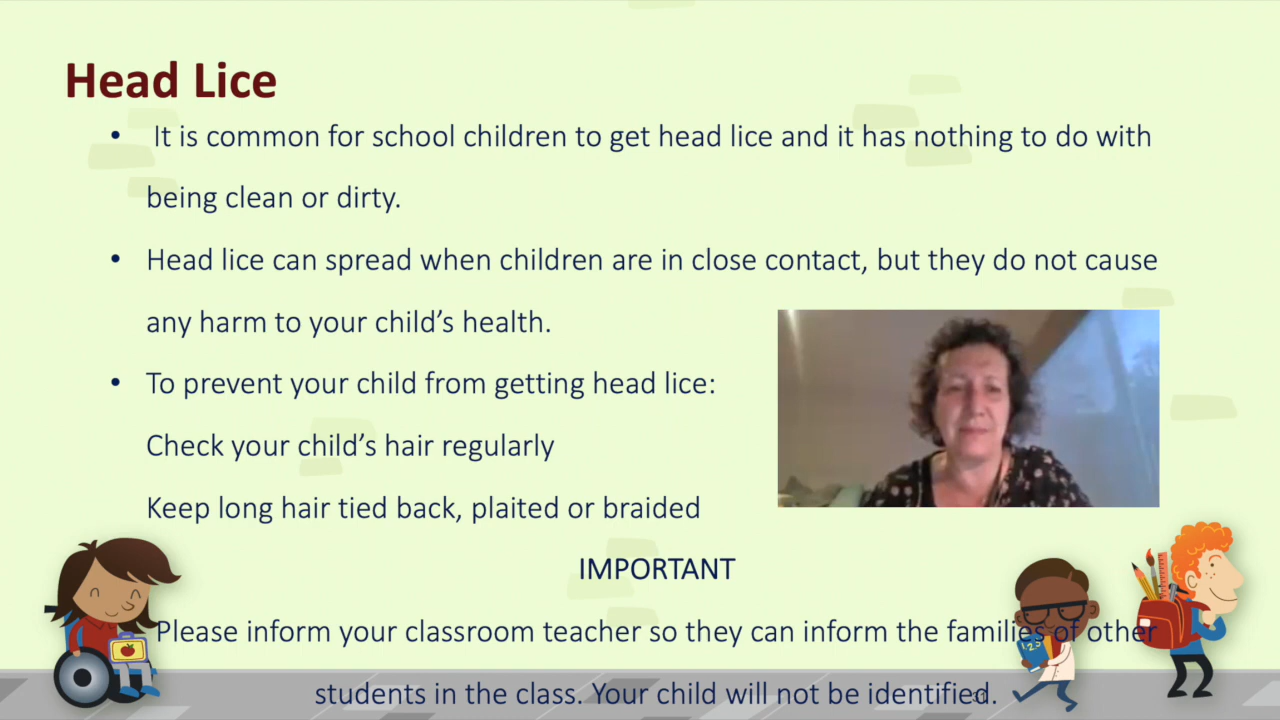 Head Lice
• It is common for school children to get head lice and it has nothing to do with
being clean or dirty.
• Head lice can spread when children are in close contact, but they do not cause
any harm to your child’s health.
• To prevent your child from getting head lice:
Check your child’s hair regularly
Keep long hair tied back, plaited or braided
IMPORTANT
Please inform your classroom teacher so they can inform the families of other
students in the class. Your child will not be identified.